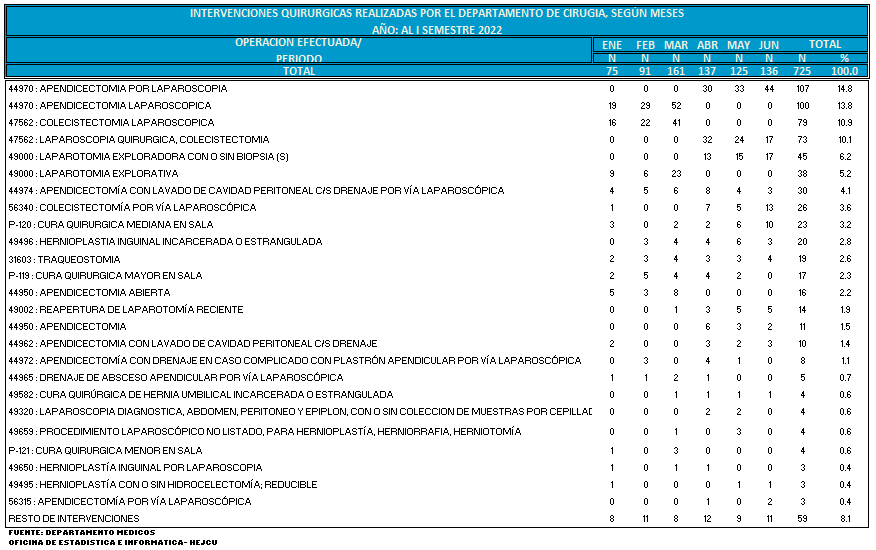 INTERVENCIONES QUIRURGICAS REALIZADAS POR EL DEPARTAMENTO DE CIRUGIA, SEGÚN MESES
AÑO: AL I SEMESTRE 2022
OPERACION EFECTUADA/ ENE FEB MAR ABR MAY JUN TOTAL
PERIODO N N N N N N N %
TOTAL 75 91 161 137 125 136 725 100.0
44970 : APENDICECTOMIA POR LAPAROSCOPIA 0 0 0 30 33 44 107 14.8
44970 : APENDICECTOMIA LAPAROSCOPICA 19 29 52 0 0 0 100 13.8
47562 : COLECISTECTOMIA LAPAROSCOPICA 16 22 41 0 0 0 79 10.9
47562 : LAPAROSCOPIA QUIRURGICA, COLECISTECTOMIA 0 0 0 32 24 17 73 10.1
49000 : LAPAROTOMIA EXPLORADORA CON O SIN BIOPSIA (S) 0 0 0 13 15 17 45 6.2
49000 : LAPAROTOMIA EXPLORATIVA 9 6 23 0 0 0 38 5.2
44974 : APENDICECTOMÍA CON LAVADO DE CAVIDAD PERITONEAL C/S DRENAJE POR VÍA LAPAROSCÓPICA 4 5 6 8 4 3 30 4.1
56340 : COLECISTECTOMÍA POR VÍA LAPAROSCÓPICA 1 0 0 7 5 13 26 3.6
P-120 : CURA QUIRURGICA MEDIANA EN SALA 3 0 2 2 6 10 23 3.2
49496 : HERNIOPLASTIA INGUINAL INCARCERADA O ESTRANGULADA 0 3 4 4 6 3 20 2.8
31603 : TRAQUEOSTOMIA 2 3 4 3 3 4 19 2.6
P-119 : CURA QUIRURGICA MAYOR EN SALA 2 5 4 4 2 0 17 2.3
44950 : APENDICECTOMIA ABIERTA 5 3 8 0 0 0 16 2.2
49002 : REAPERTURA DE LAPAROTOMÍA RECIENTE 0 0 1 3 5 5 14 1.9
44950 : APENDICECTOMIA 0 0 0 6 3 2 11 1.5
44962 : APENDICECTOMIA CON LAVADO DE CAVIDAD PERITONEAL C/S DRENAJE 2 0 0 3 2 3 10 1.4
44972 : APENDICECTOMÍA CON DRENAJE EN CASO COMPLICADO CON PLASTRÓN APENDICULAR POR VÍA LAPAROSCÓPICA 0 3 0 4 1 0 8 1.1
44965 : DRENAJE DE ABSCESO APENDICULAR POR VÍA LAPAROSCÓPICA 1 1 2 1 0 0 5 0.7
49582 : CURA QUIRÚRGICA DE HERNIA UMBILICAL INCARCERADA O ESTRANGULADA 0 0 1 1 1 1 4 0.6
49320 : LAPAROSCOPIA DIAGNOSTICA, ABDOMEN, PERITONEO Y EPIPLON, CON O SIN COLECCION DE MUESTRAS POR CEPILLAD 0 0 0 2 2 0 4 0.6
49659 : PROCEDIMIENTO LAPAROSCÓPICO NO LISTADO, PARA HERNIOPLASTÍA, HERNIORRAFIA, HERNIOTOMÍA 0 0 1 0 3 0 4 0.6
P-121 : CURA QUIRURGICA MENOR EN SALA 1 0 3 0 0 0 4 0.6
49650 : HERNIOPLASTÍA INGUINAL POR LAPAROSCOPIA 1 0 1 1 0 0 3 0.4
49495 : HERNIOPLASTÍA CON O SIN HIDROCELECTOMÍA; REDUCIBLE 1 0 0 0 1 1 3 0.4
56315 : APENDICECTOMÍA POR VÍA LAPAROSCÓPICA 0 0 0 1 0 2 3 0.4
RESTO DE INTERVENCIONES 8 11 8 12 9 11 59 8.1
FUENTE: DEPARTAMENTO MEDICOS
OFICINA DE ESTADISTICA E INFORMATICA- HEJCU